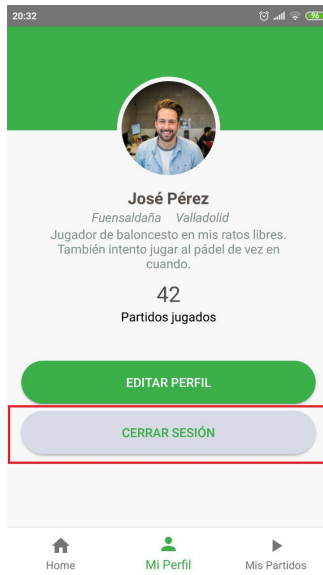 20:32
96
José Pérez
Fuensaldaña Valladolid
Jugador de baloncesto en mis ratos libres.
También intento jugar al pádel de vez en
cuando.
42
Partidos jugados
EDITAR PERFIL
CERRAR SESIÓN
Home Mi Perfil Mis Partidos